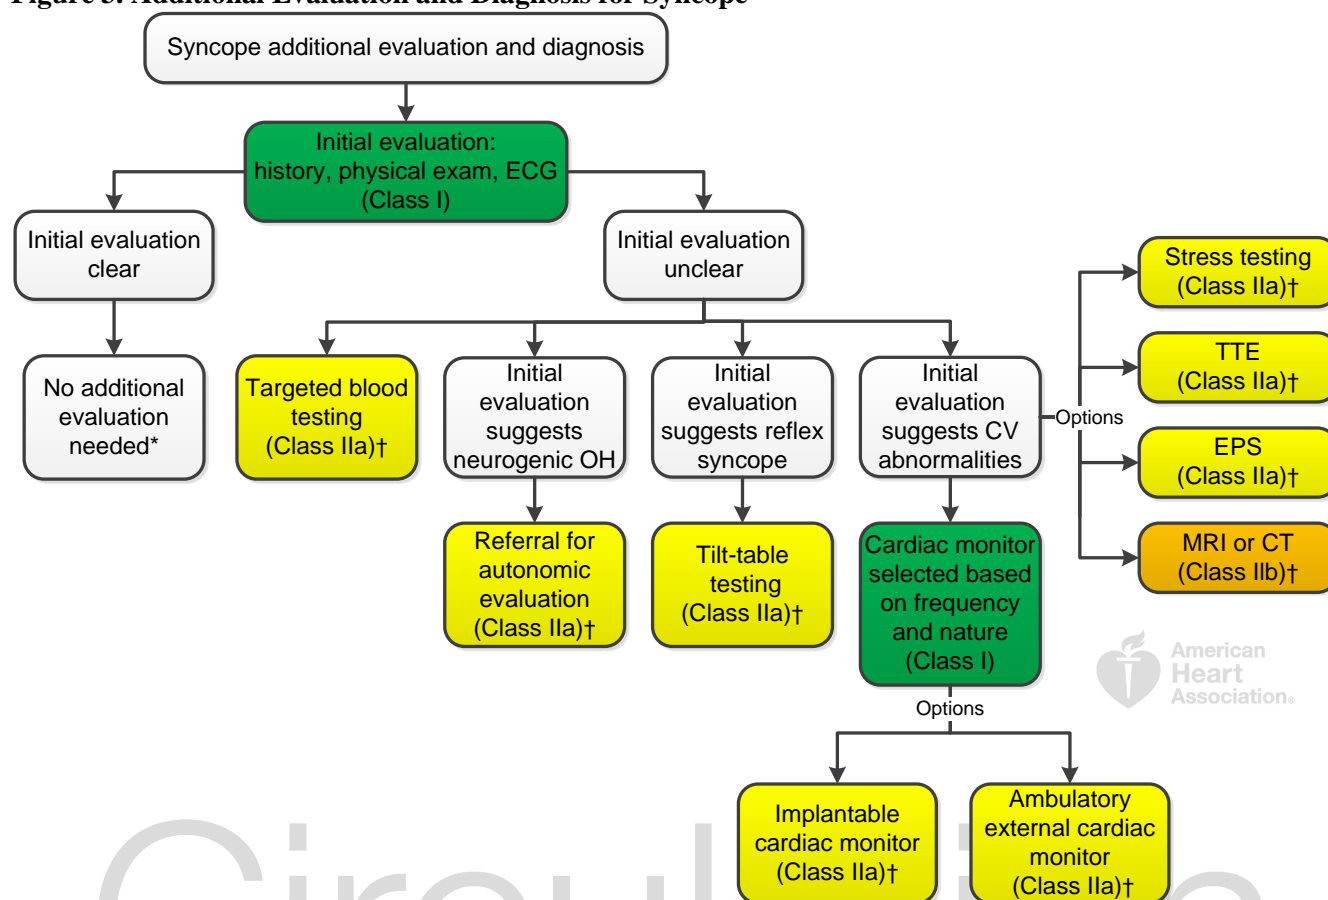 Figure 3. Additional Evaluation and Diagnosis for Syncope
Syncope additional evaluation and diagnosis
Initial evaluation:
history, physical exam, ECG
(Class I)
Initial evaluation
clear
Initial evaluation
unclear
No additional
evaluation
needed*
Targeted blood
testing
(Class IIa)†
Initial
evaluation
suggests
neurogenic OH
Initial
evaluation
suggests reflex
syncope
Initial
evaluation
suggests CV
abnormalities
Options
Stress testing
(Class IIa)†
TTE
(Class IIa)†
EPS
(Class IIa)†
MRI or CT
(Class IIb)†
Referral for
autonomic
evaluation
(Class IIa)†
Tilt-table
testing
(Class IIa)†
Cardiac monitor
selected based
on frequency
and nature
(Class I)
American
Heart
Association®
Options
Implantable
cardiac monitor
(Class IIa)†
Ambulatory
external cardiac
monitor
(Class IIa)†